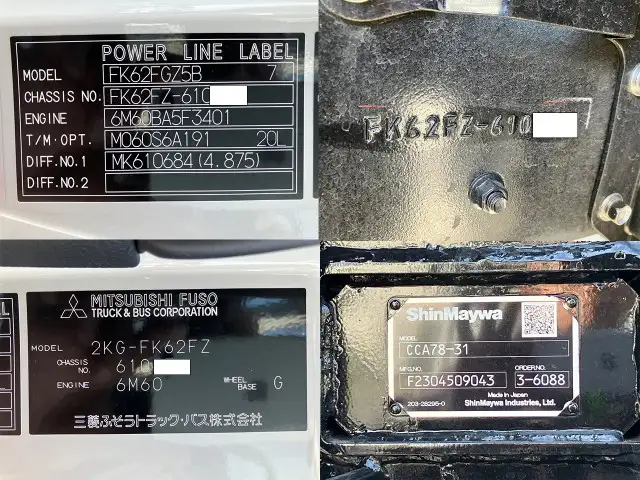 POWER LINE LABEL
MODEL FK62FGZ5B 7
CHASSIS NO. FK62FZ-610
ENGINE 6M60BA5F3401
T/M・OPT. M060S6A191 20L
DIFF.NO.1 MK610684(4.875)
DIFF.NO.2
FK62FZ-610
MITSUBISHI FUSO
TRUCK & BUS CORPORATION
MODEL 2KG-FK62FZ
CHASSIS NO. 610
ENGINE 6M60 WHEEL BASE G
三菱ふそうトラック・バス株式会社
ShinMaywa
MODEL
CCA78-31
MFG.NO. ORDER NO.
F2304509043 3-6088
Made in Japan
203-28295-0 ShinMaywa Industries, Ltd.